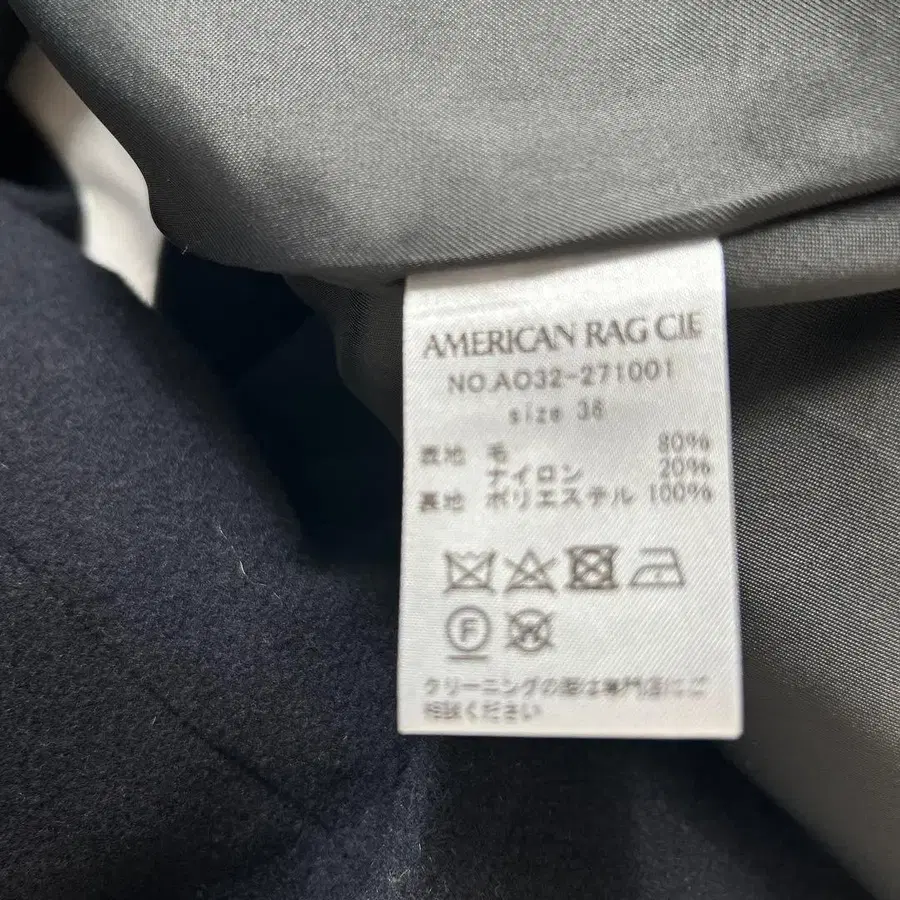 AMERICAN RAG CIE
NO.AO32-271001
size 38
表地 毛 80%
ナイロン 20%
裏地 ポリエステル 100%
F W
クリーニングの際は専門店にご
相談ください